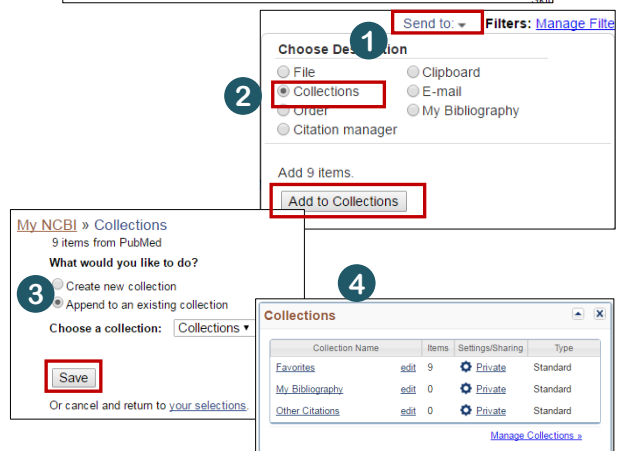 Send to: Filters: Manage Filte
1
Choose De ion
File Clipboard
2
Collections E-mail
Order My Bibliography
Citation manager
Add 9 items.
Add to Collections
My NCBI » Collections
9 items from PubMed
What would you like to do?
Create new collection
3
Append to an existing collection
Choose a collection: Collections
Save
Or cancel and return to your selections.
4
Collections
Collection Name Items Settings/Sharing Type
Favorites edit 9 Private Standard
My Bibliography edit 0 Private Standard
Other Citations edit 0 Private Standard
Manage Collections »